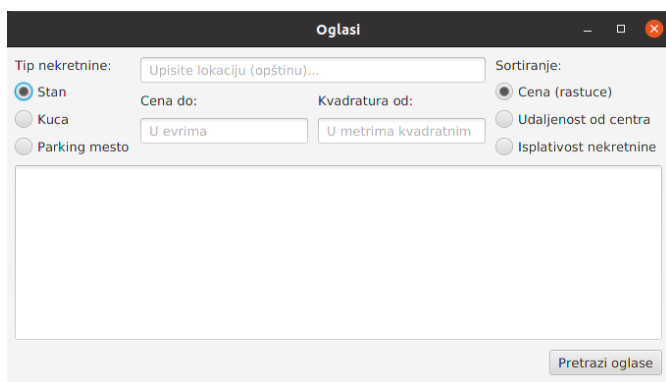 Oglasi
Tip nekretnine:
Stan
Kuca
Parking mesto
Upisite lokaciju (opštinu)...
Cena do:
Kvadratura od:
U evrima
U metrima kvadratnim
Sortiranje:
Cena (rastuce)
Udaljenost od centra
Isplativost nekretnine
Pretrazi oglase